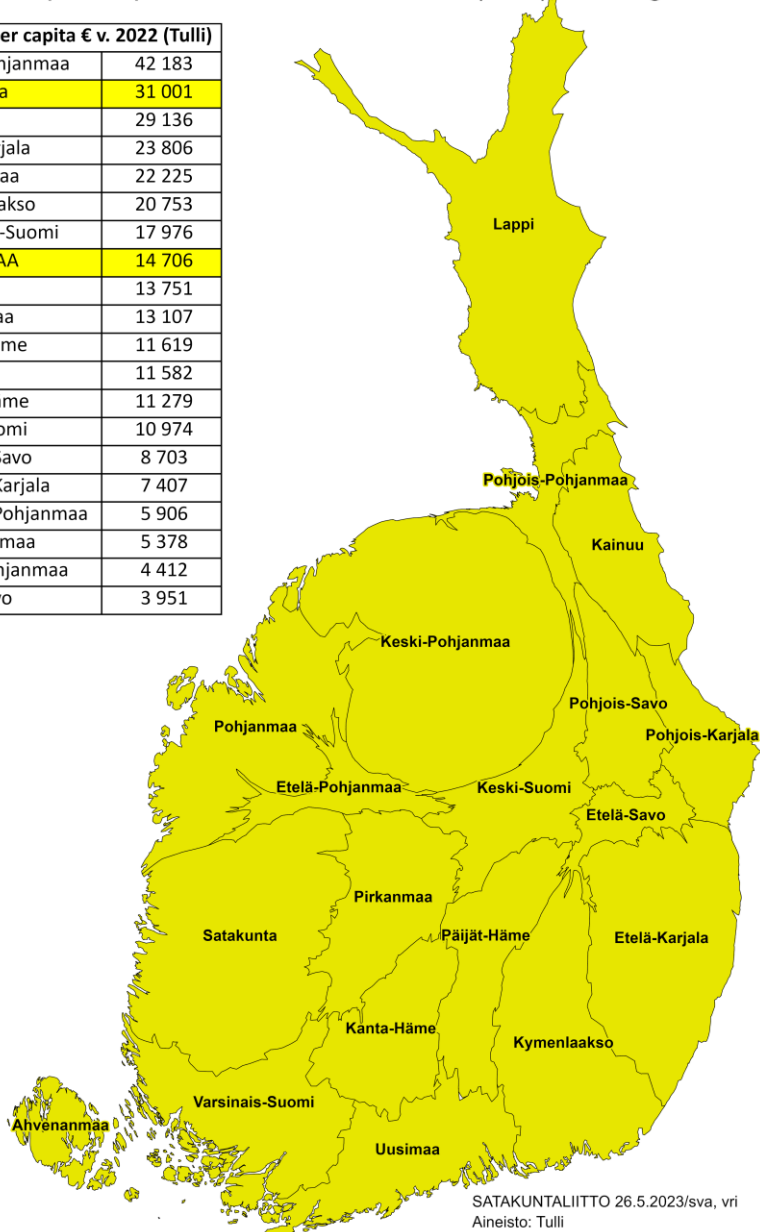 er capita € v. 2022 (Tulli)
hjanmaa 42 183
a 31 001
29 136
jala 23 806
aa 22 225
akso 20 753
-Suomi 17 976
AA 14 706
13 751
aa 13 107
me 11 619
11 582
äme 11 279
omi 10 974
Savo 8 703
Karjala 7 407
Pohjanmaa 5 906
maa 5 378
hjanmaa 4 412
vo 3 951
Lappi
Pohjois-Pohjanmaa
Kainuu
Keski-Pohjanmaa
Pohjois-Savo
Pohjanmaa
Pohjois-Karjala
Etelä-Pohjanmaa
Keski-Suomi
Etelä-Savo
Pirkanmaa
Satakunta
Päijät-Häme
Etelä-Karjala
Kanta-Häme
Kymenlaakso
Varsinais-Suomi
Ahvenanmaa
Uusimaa
SATAKUNTALIITTO 26.5.2023/sva, vri
Aineisto: Tulli